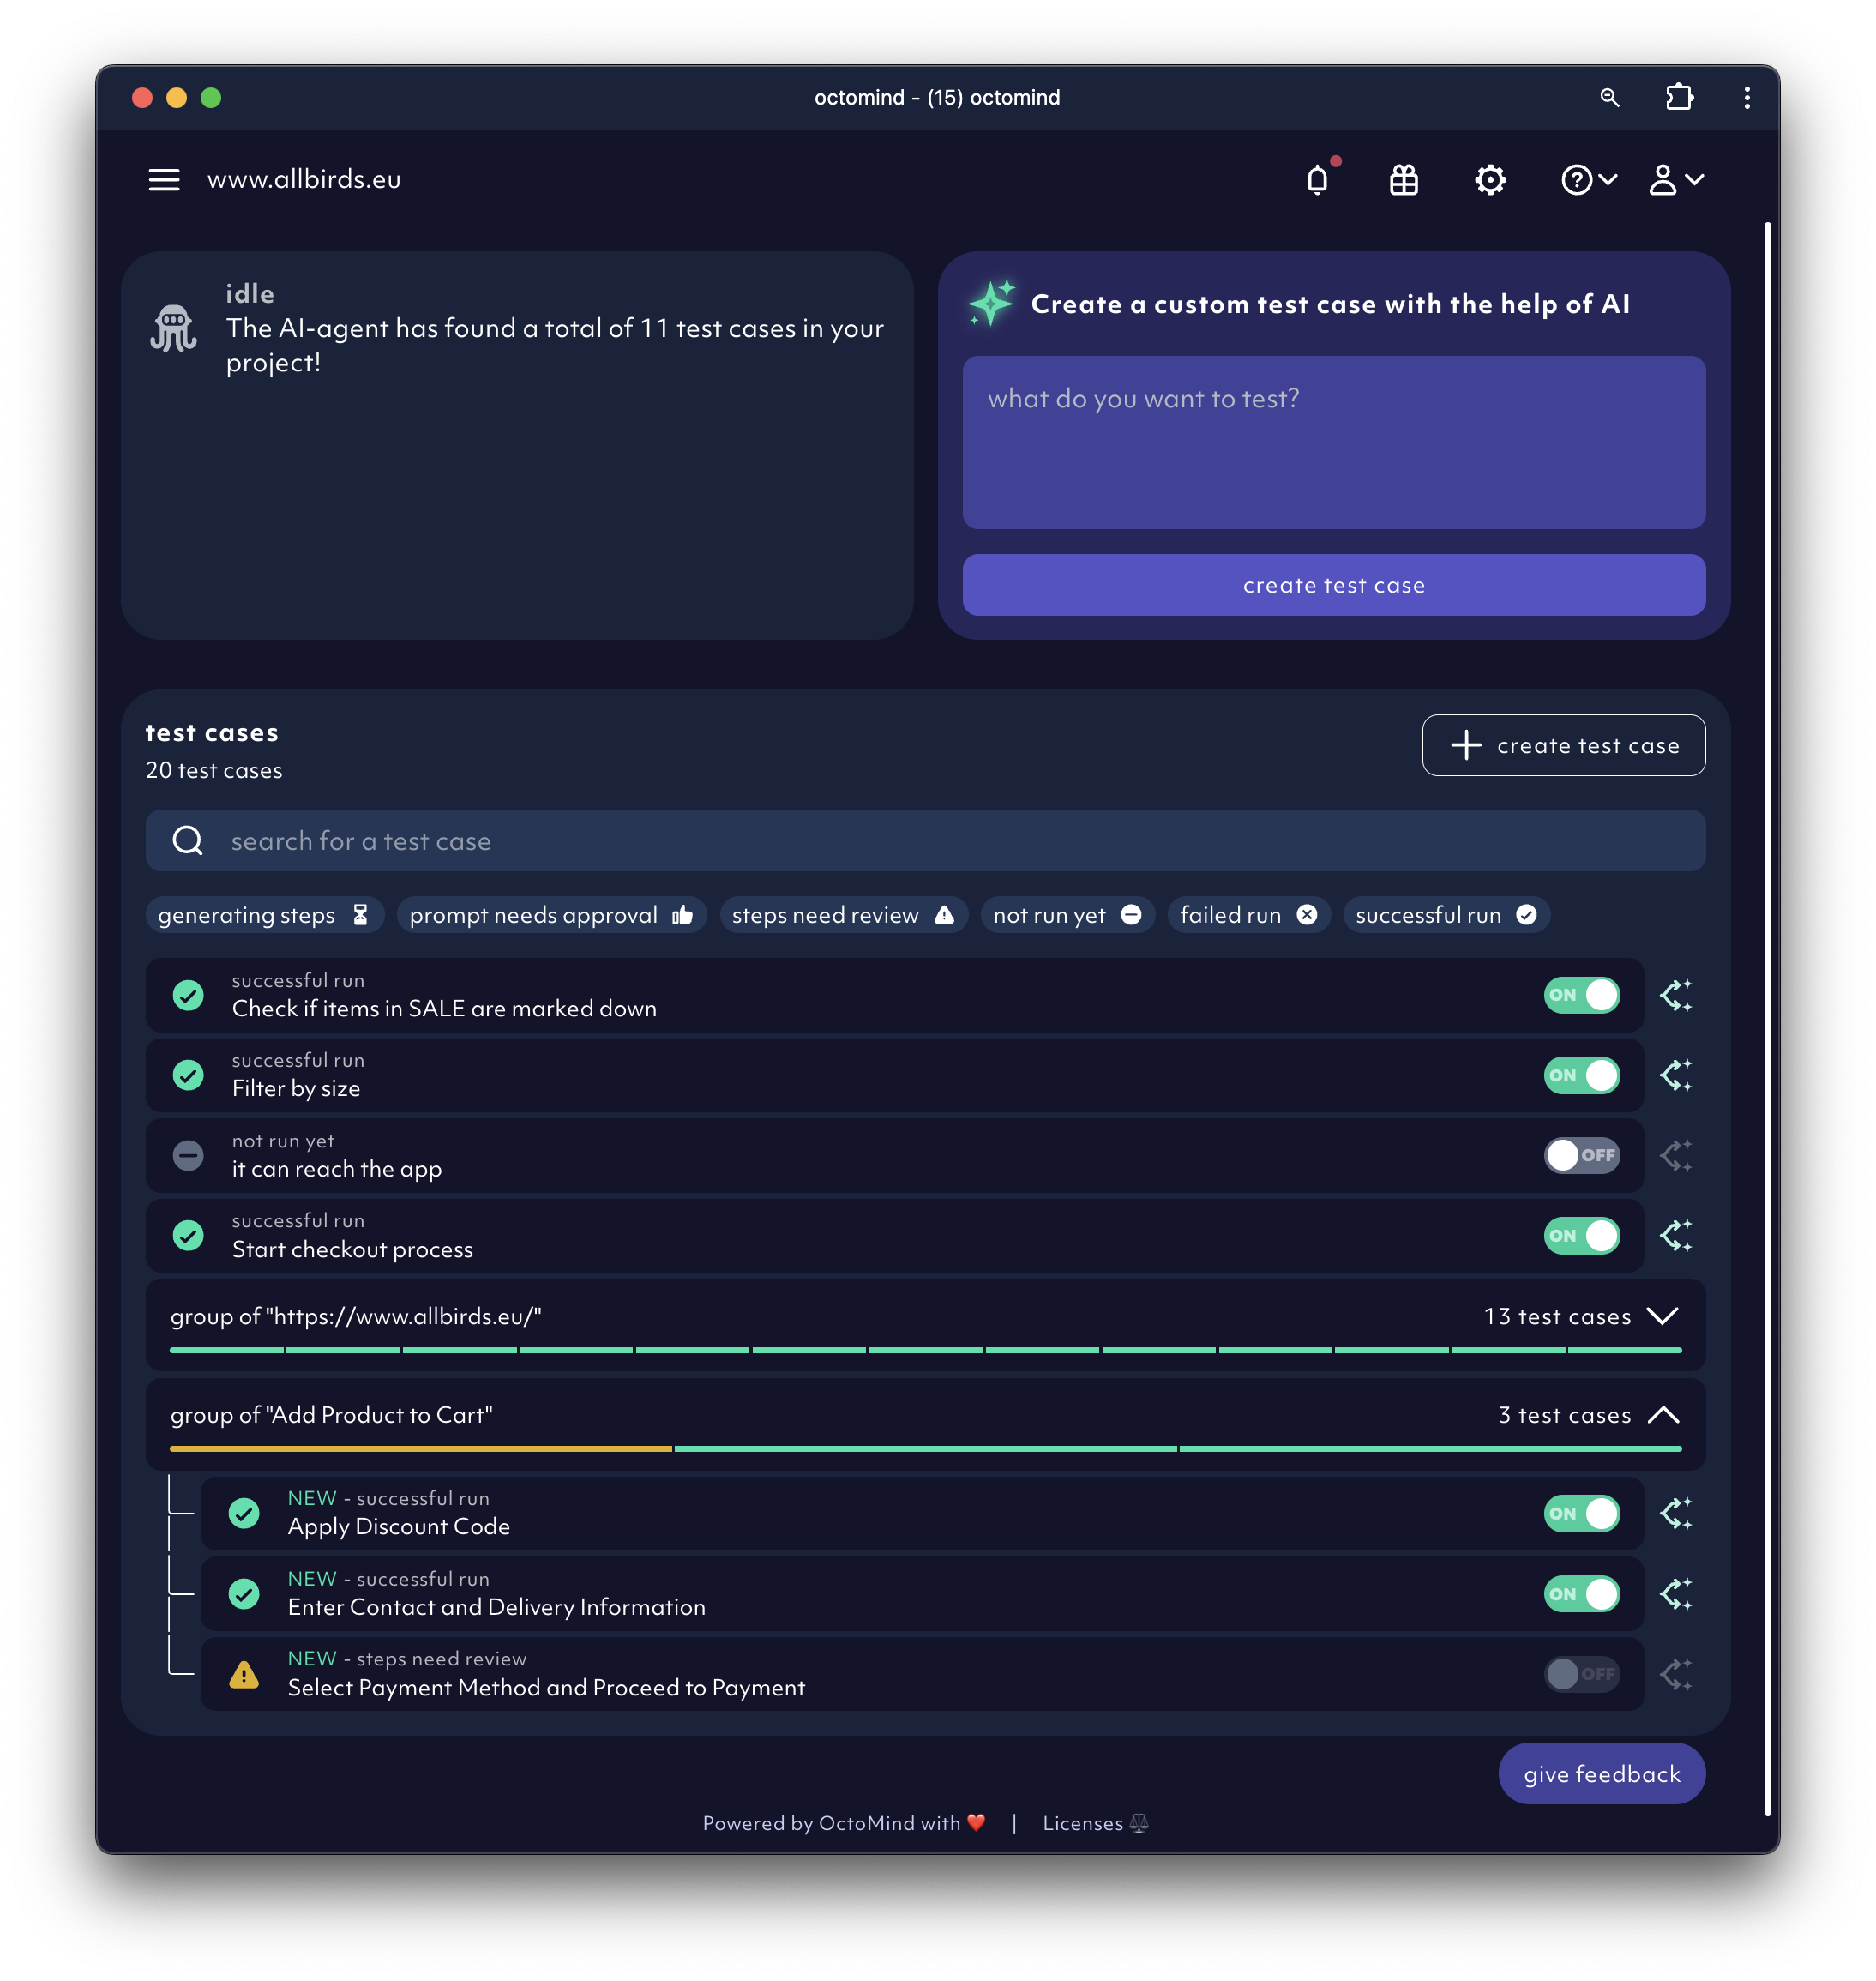 octomind - (15) octomind
www.allbirds.eu
idle
The AI-agent has found a total of 11 test cases in your
project!
Create a custom test case with the help of AI
what do you want to test?
create test case
test cases
20 test cases
create test case
search for a test case
generating steps
prompt needs approval
steps need review
not run yet
failed run
successful run
successful run
Check if items in SALE are marked down
ON
successful run
Filter by size
ON
not run yet
it can reach the app
OFF
successful run
Start checkout process
ON
group of "https://www.allbirds.eu/"
13 test cases
group of "Add Product to Cart"
3 test cases
NEW - successful run
Apply Discount Code
ON
NEW - successful run
Enter Contact and Delivery Information
ON
NEW - steps need review
Select Payment Method and Proceed to Payment
OFF
give feedback
Powered by OctoMind with ❤️ | Licenses ⚖️